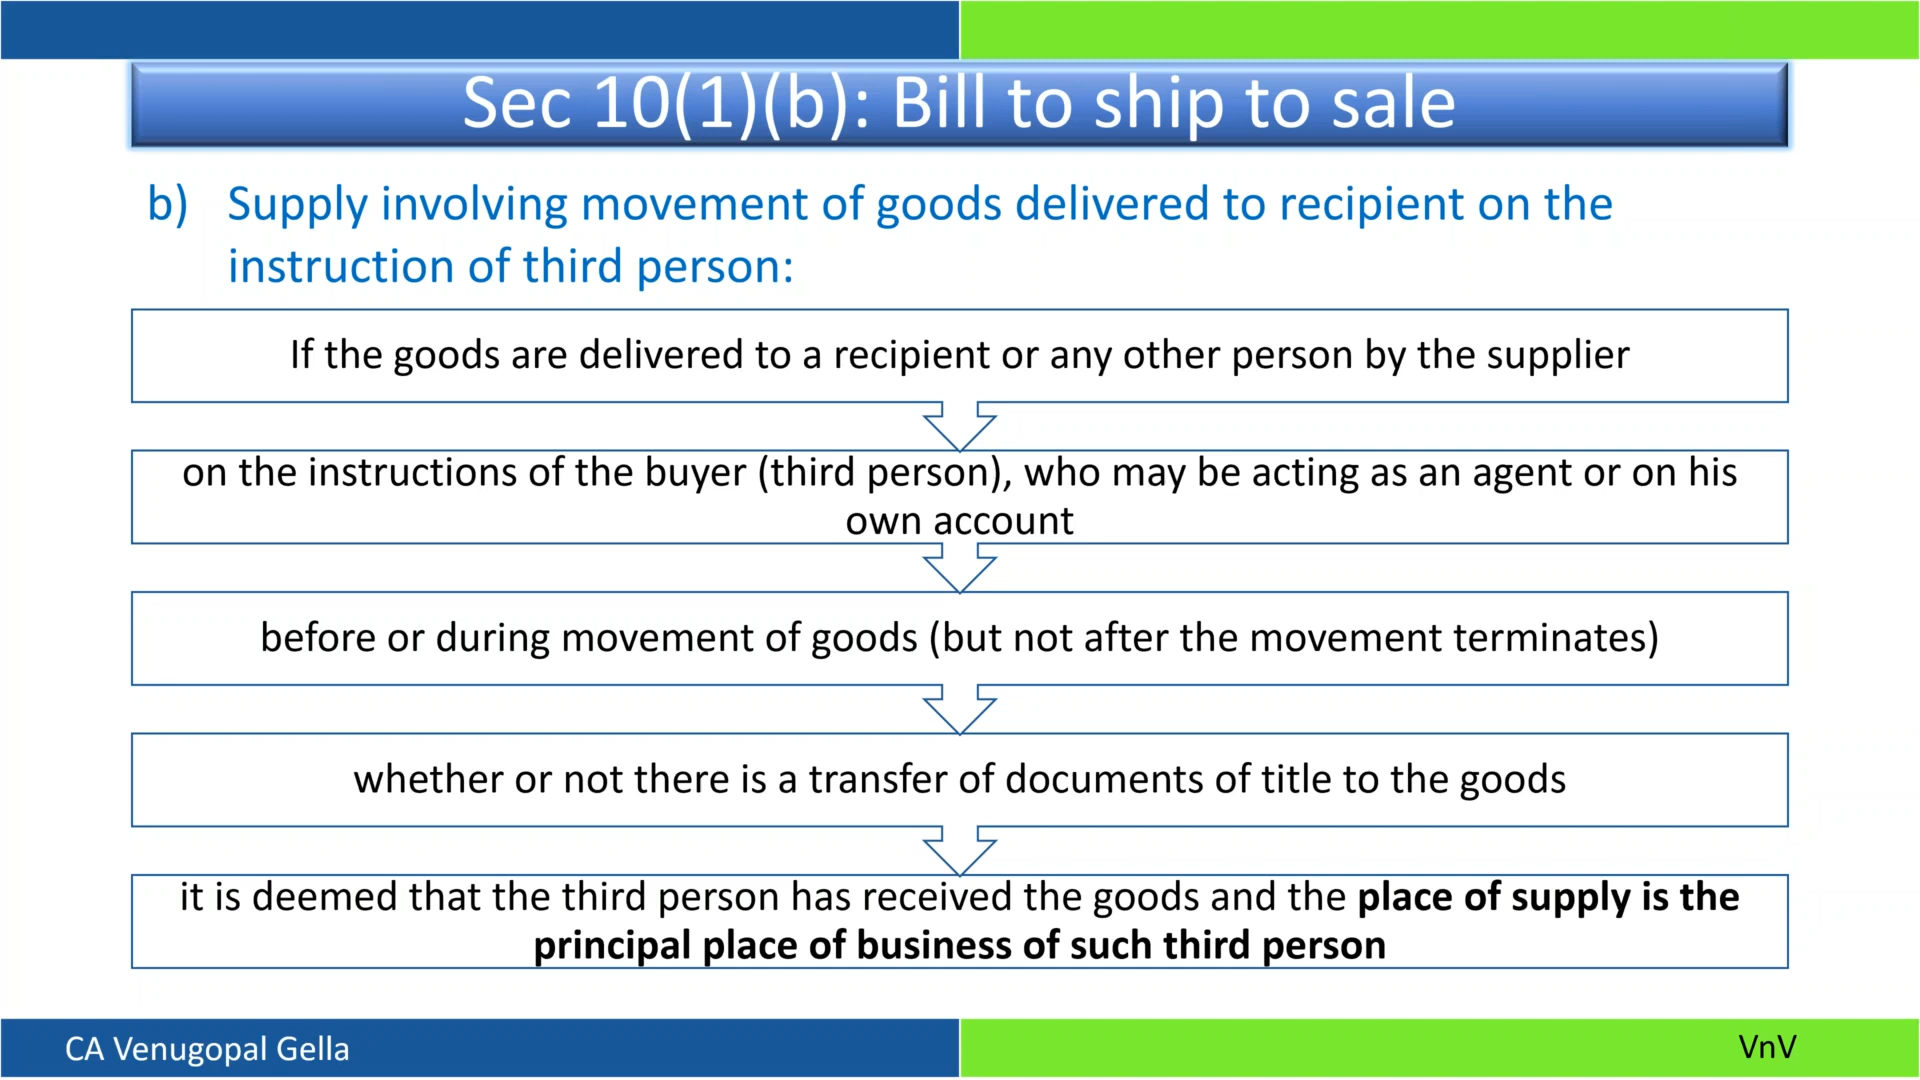 Sec 10(1)(b): Bill to ship to sale
b) Supply involving movement of goods delivered to recipient on the
instruction of third person:
If the goods are delivered to a recipient or any other person by the supplier
on the instructions of the buyer (third person), who may be acting as an agent or on his
own account
before or during movement of goods (but not after the movement terminates)
whether or not there is a transfer of documents of title to the goods
it is deemed that the third person has received the goods and the place of supply is the
principal place of business of such third person
CA Venugopal Gella
VnV